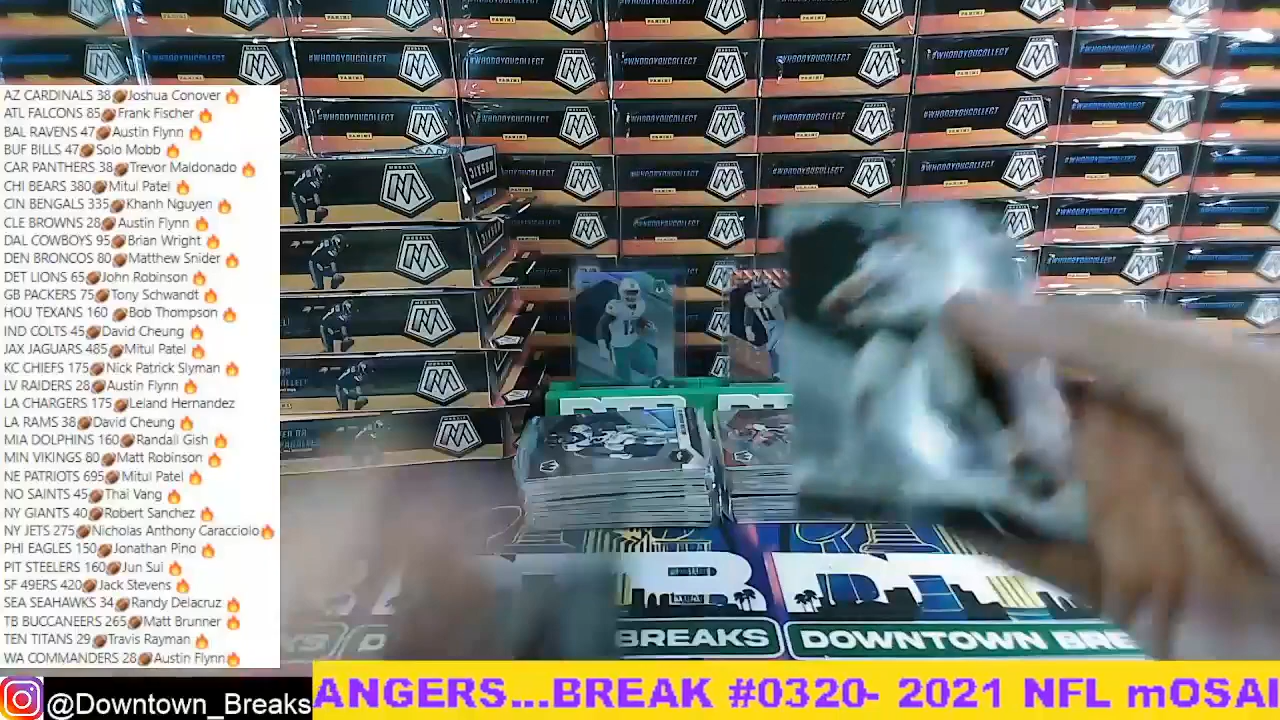 #WHODOYOUCOLLECT
PANINI
AZ CARDINALS 38🏈Joshua Conover 🔥
ATL FALCONS 85🏈Frank Fischer 🔥
BAL RAVENS 47🏈Austin Flynn 🔥
BUF BILLS 47🏈Solo Mobb 🔥
CAR PANTHERS 38🏈Trevor Maldonado 🔥
CHI BEARS 380🏈Mitul Patel 🔥
CIN BENGALS 335🏈Khanh Nguyen 🔥
CLE BROWNS 28🏈Austin Flynn 🔥
DAL COWBOYS 95🏈Brian Wright 🔥
DEN BRONCOS 80🏈Matthew Snider 🔥
DET LIONS 65🏈John Robinson 🔥
GB PACKERS 75🏈Tony Schwandt 🔥
HOU TEXANS 160 🏈Bob Thompson 🔥
IND COLTS 45🏈David Cheung 🔥
JAX JAGUARS 485🏈Mitul Patel 🔥
KC CHIEFS 175🏈Nick Patrick Slyman 🔥
LV RAIDERS 28🏈Austin Flynn 🔥
LA CHARGERS 175🏈Leland Hernandez
LA RAMS 38🏈David Cheung 🔥
MIA DOLPHINS 160🏈Randall Gish 🔥
MIN VIKINGS 80🏈Matt Robinson 🔥
NE PATRIOTS 695🏈Mitul Patel 🔥
NO SAINTS 45🏈Thai Vang 🔥
NY GIANTS 40🏈Robert Sanchez 🔥
NY JETS 275🏈Nicholas Anthony Caracciolo🔥
PHI EAGLES 150🏈Jonathan Pino 🔥
PIT STEELERS 160🏈Jun Sui 🔥
SF 49ERS 420🏈Jack Stevens 🔥
SEA SEAHAWKS 34🏈Randy Delacruz 🔥
TB BUCCANEERS 265🏈Matt Brunner 🔥
TEN TITANS 29🏈Travis Rayman 🔥
WA COMMANDERS 28🏈Austin Flynn🔥
BREAKS
DOWNTOWN BRE
@Downtown_Breaks
ANGERS...BREAK #0320- 2021 NFL mOSAI